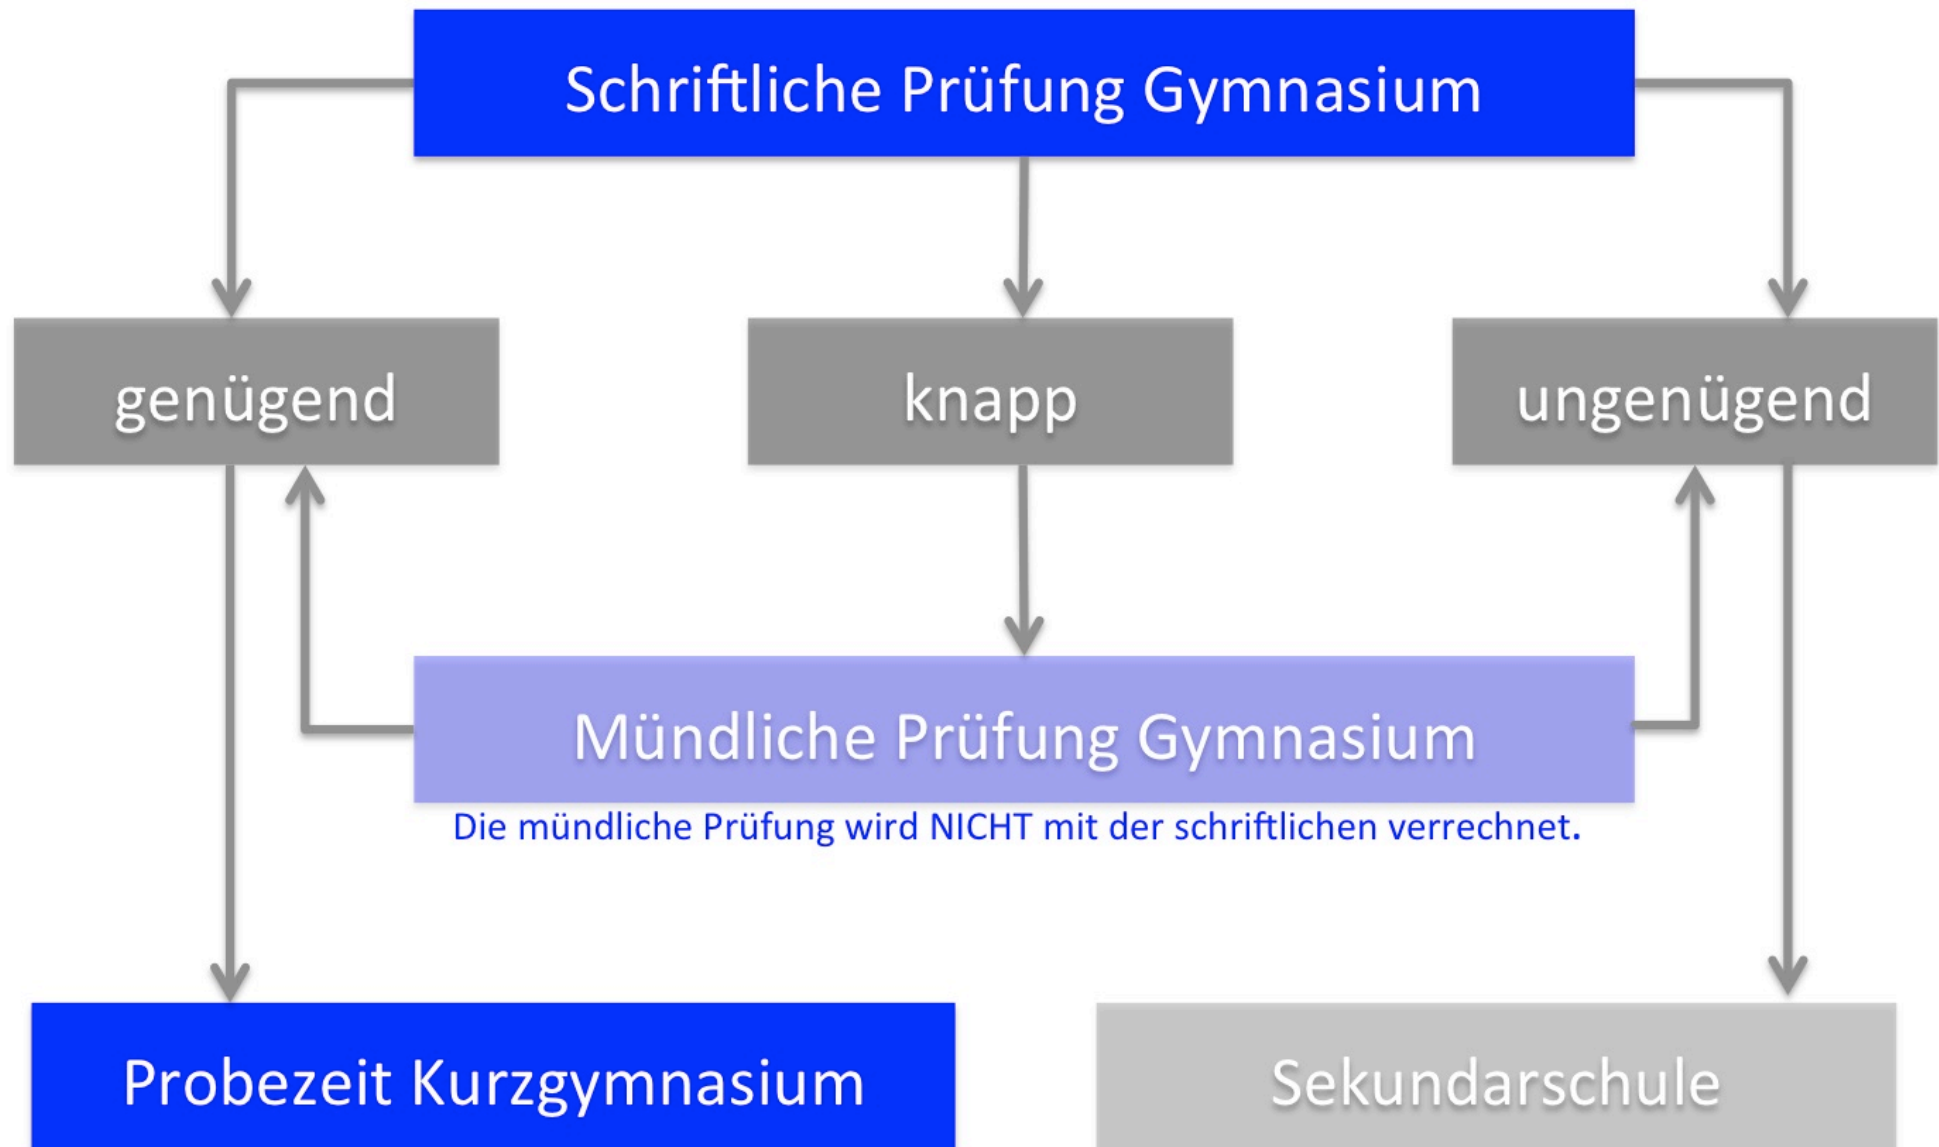 Schriftliche Prüfung Gymnasium
genügend
knapp
ungenügend
Mündliche Prüfung Gymnasium
Die mündliche Prüfung wird NICHT mit der schriftlichen verrechnet.
Probezeit Kurzgymnasium
Sekundarschule